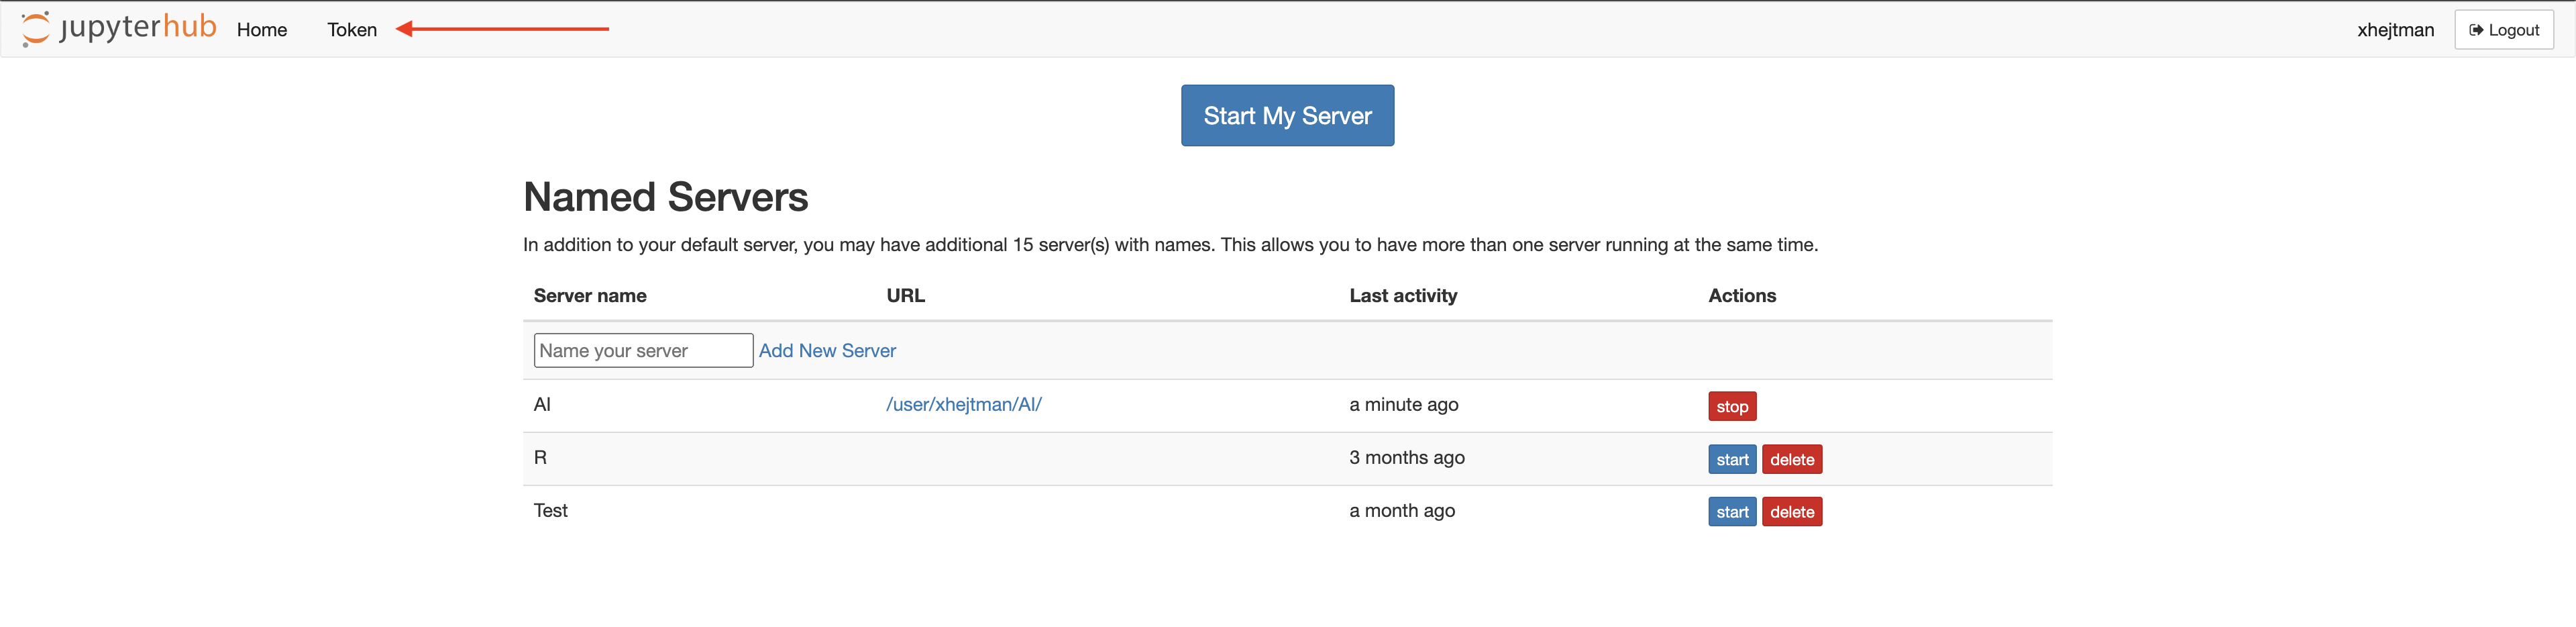 jupyterhub Home Token xhejtman Logout
Start My Server
Named Servers
In addition to your default server, you may have additional 15 server(s) with names. This allows you to have more than one server running at the same time.
Server name URL Last activity Actions
Name your server Add New Server
AI /user/xhejtman/AI/ a minute ago stop
R 3 months ago start delete
Test a month ago start delete